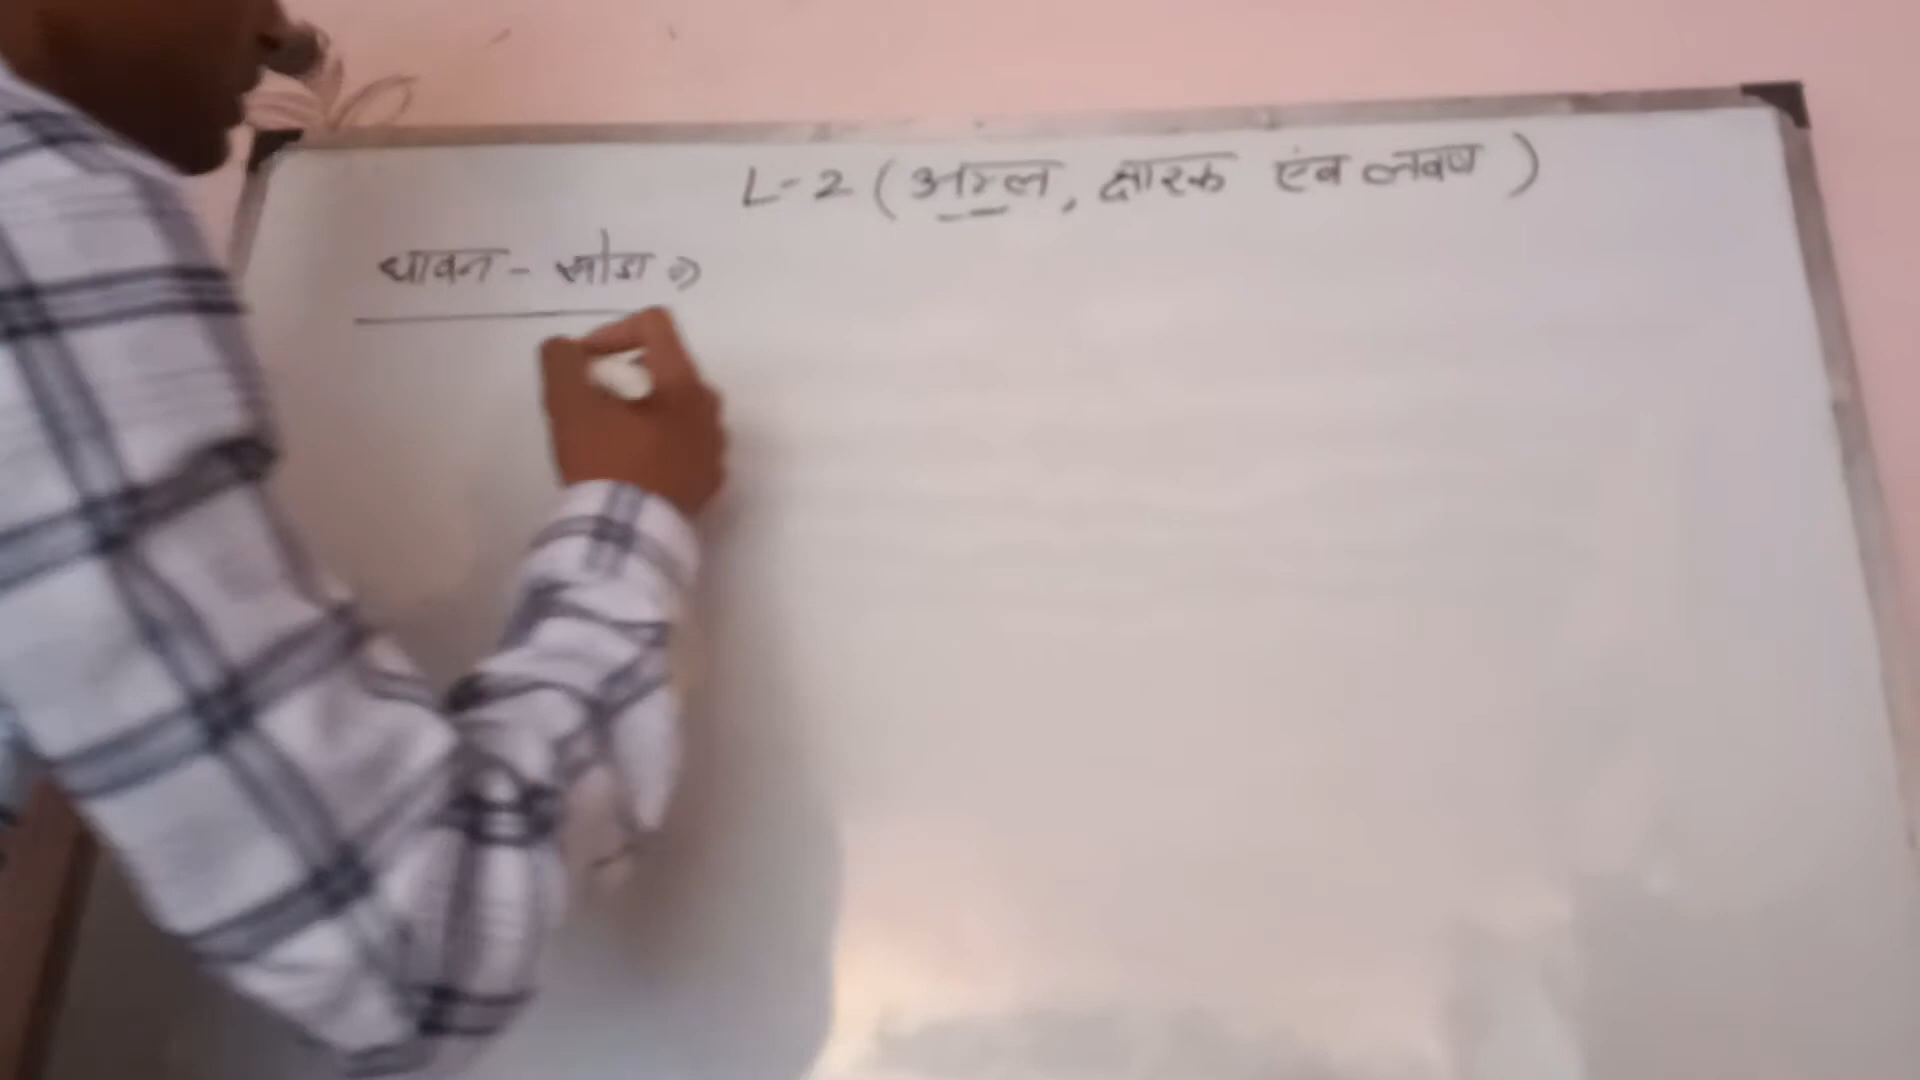 L-2 (अम्ल, क्षारक एंव लवण)
धावन - सोडा ⇒